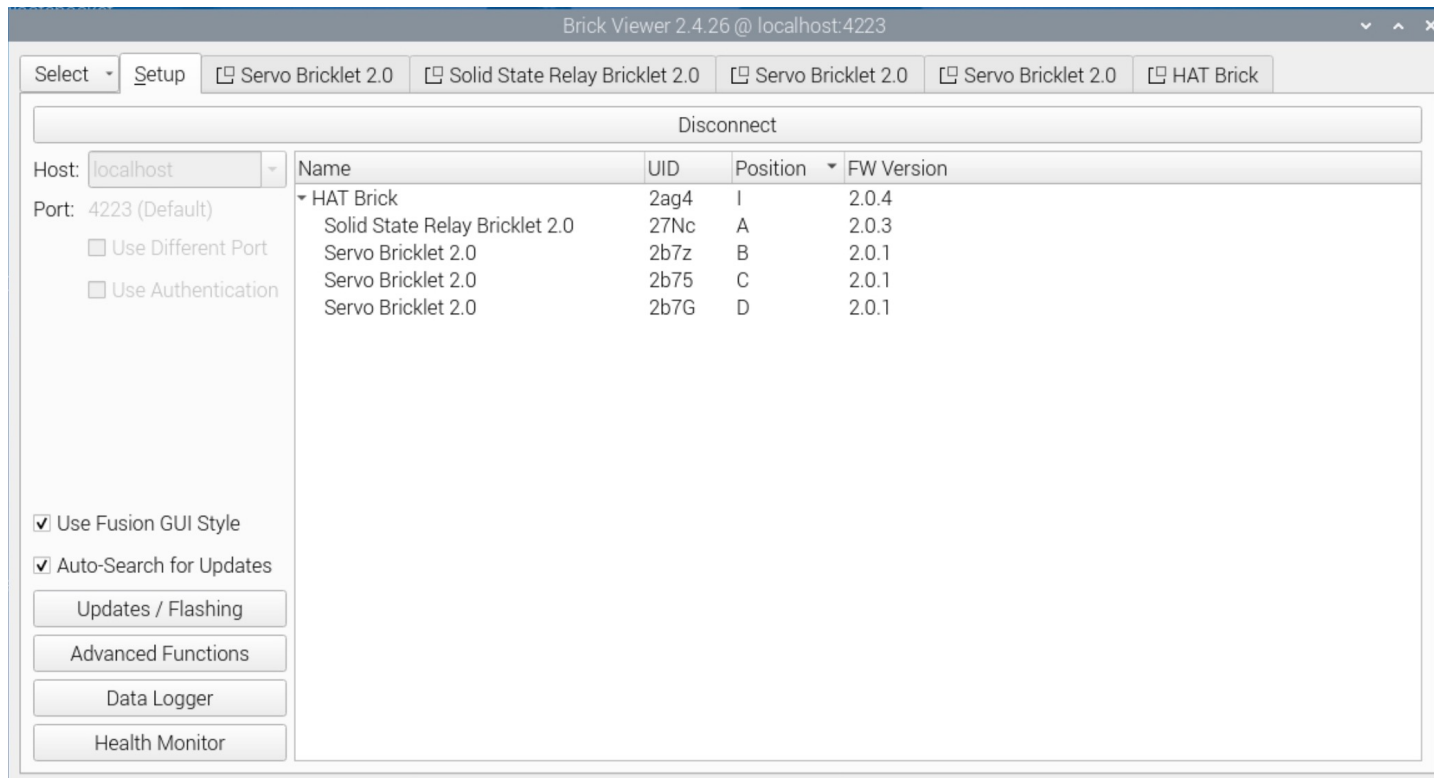 Brick Viewer 2.4.26 @ localhost:4223
Select Setup Servo Bricklet 2.0 Solid State Relay Bricklet 2.0 Servo Bricklet 2.0 Servo Bricklet 2.0 HAT Brick
Disconnect
Host: localhost
Port: 4223 (Default)
Use Different Port
Use Authentication
Name UID Position FW Version
HAT Brick 2ag4 I 2.0.4
Solid State Relay Bricklet 2.0 27Nc A 2.0.3
Servo Bricklet 2.0 2b7z B 2.0.1
Servo Bricklet 2.0 2b75 C 2.0.1
Servo Bricklet 2.0 2b7G D 2.0.1
Use Fusion GUI Style
Auto-Search for Updates
Updates / Flashing
Advanced Functions
Data Logger
Health Monitor